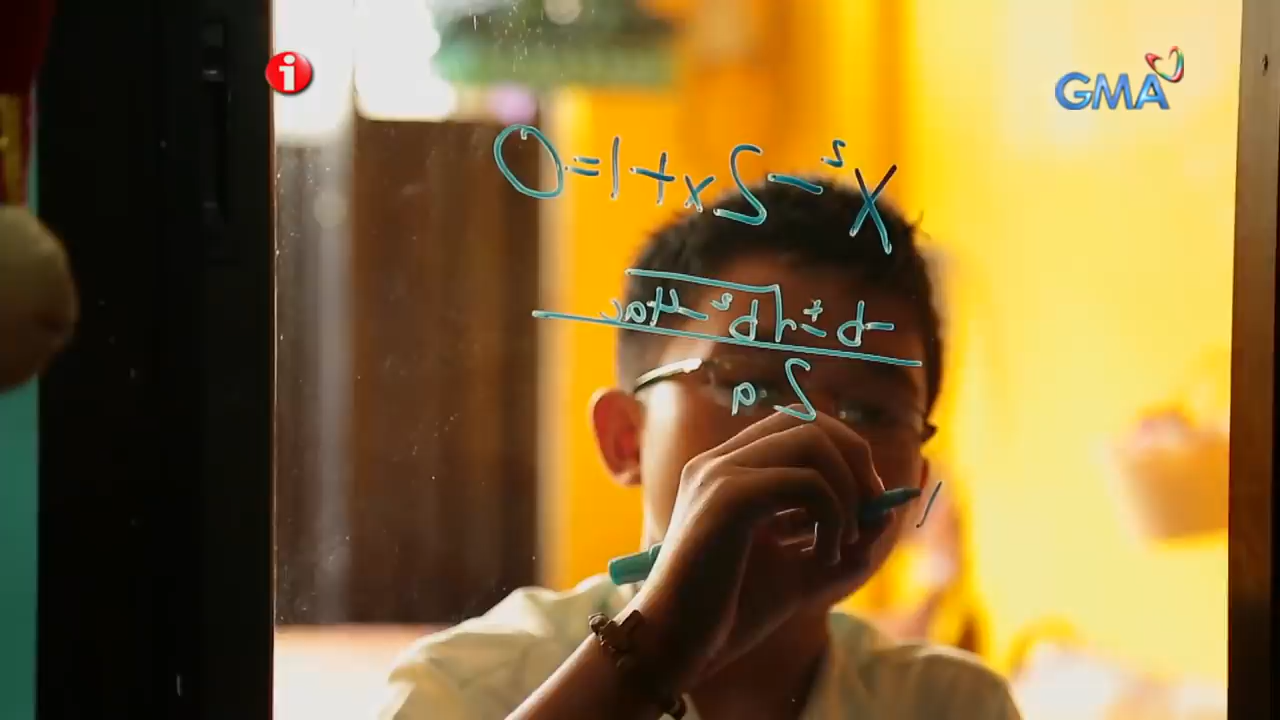 i
GMA
x² - 2x + 1 = 0
-b ± √b² - 4ac
2a